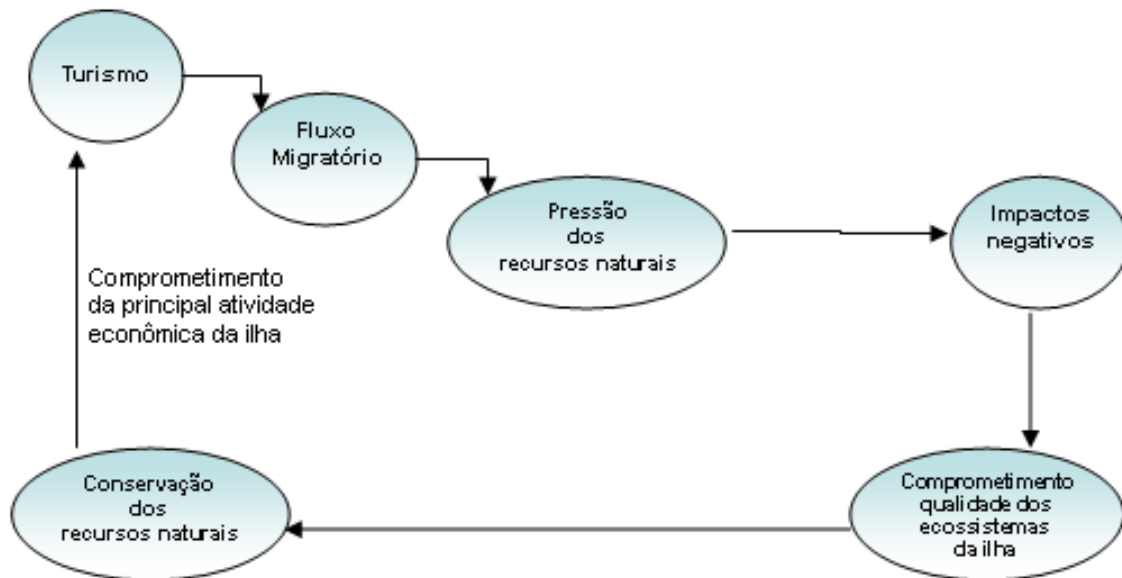 Turismo
Fluxo
Migratório
Pressão
dos
recursos naturais
Impactos
negativos
Comprometimento
da principal atividade
econômica da ilha
Conservação
dos
recursos naturais
Comprometimento
qualidade dos
ecossistemas
da ilha